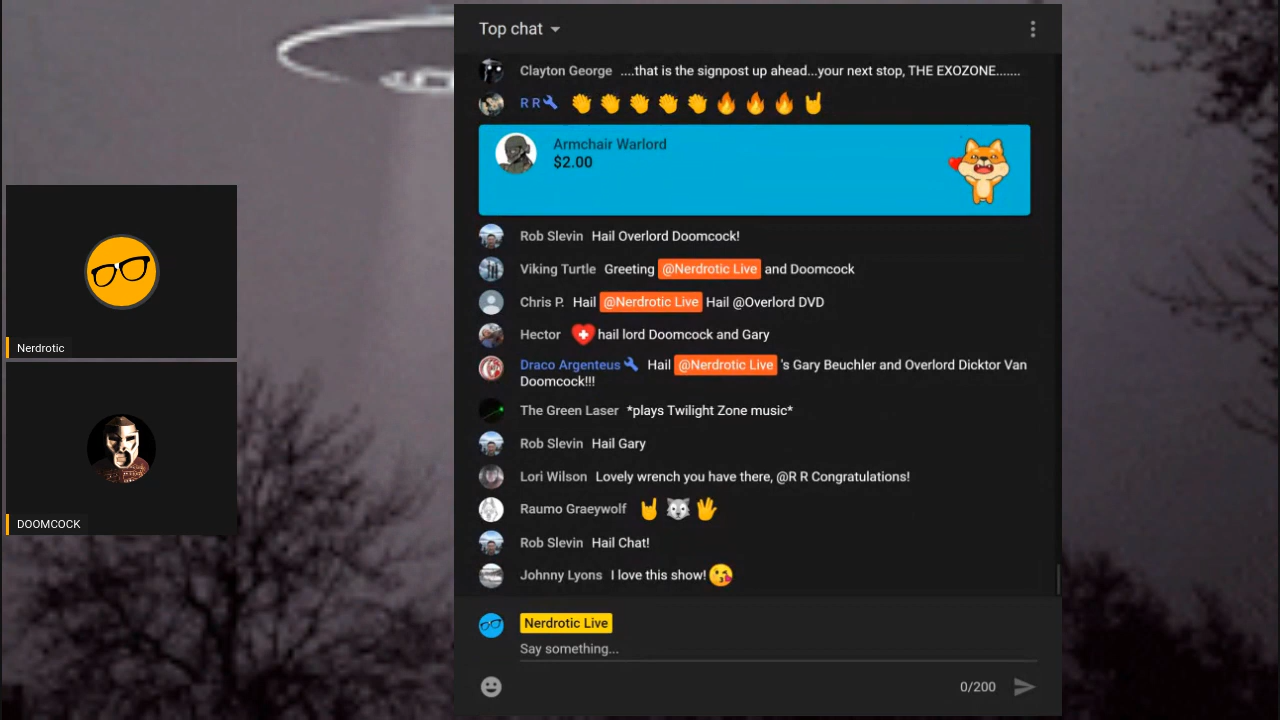 Top chat
Clayton George ....that is the signpost up ahead...your next stop, THE EXOZONE.......
R R 👏👏👏👏👏🔥🔥🔥🤘
Armchair Warlord
$2.00
Rob Slevin Hail Overlord Doomcock!
Viking Turtle Greeting @Nerdrotic Live and Doomcock
Chris P. Hail @Nerdrotic Live Hail @Overlord DVD
Hector hail lord Doomcock and Gary
Draco Argenteus Hail @Nerdrotic Live 's Gary Beuchler and Overlord Dicktor Van
Doomcock!!!
The Green Laser *plays Twilight Zone music*
Rob Slevin Hail Gary
Lori Wilson Lovely wrench you have there, @R R Congratulations!
Raumo Graeywolf 🤘🐺🖖
Rob Slevin Hail Chat!
Johnny Lyons I love this show!😘
Nerdrotic Live
Say something...
0/200
Nerdrotic
DOOMCOCK